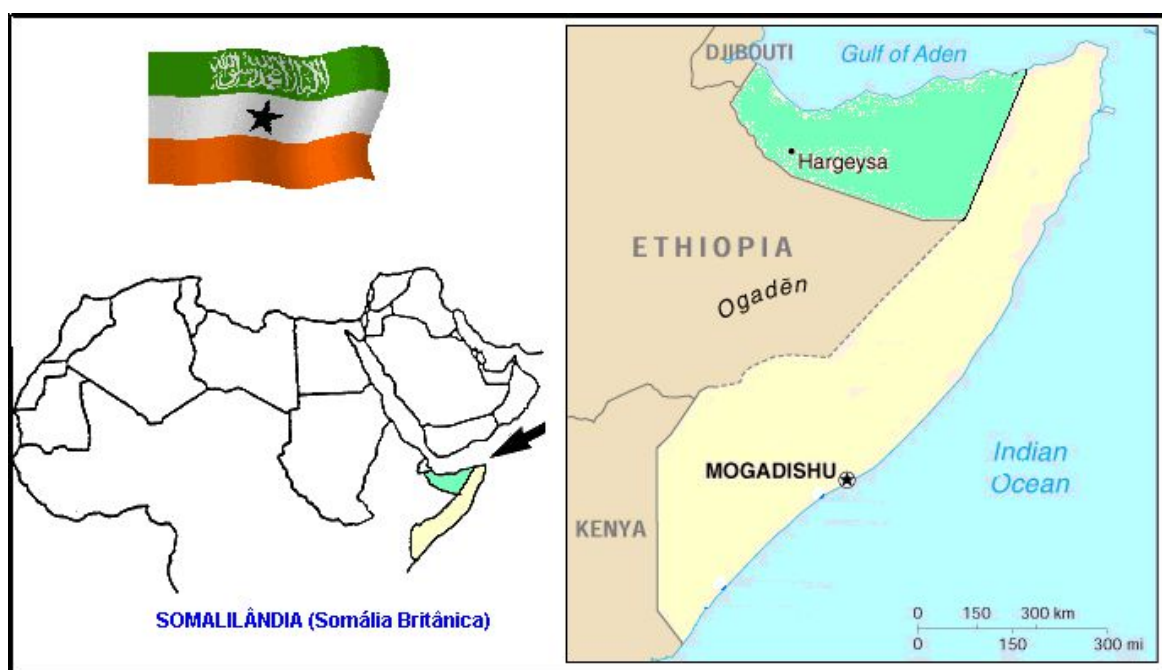 DJIBOUTI
Gulf of Aden
Hargeysa
ETHIOPIA
Ogadēn
MOGADISHU
Indian
Ocean
KENYA
0 150 300 km
0 150 300 mi
SOMALILÂNDIA (Somália Britânica)